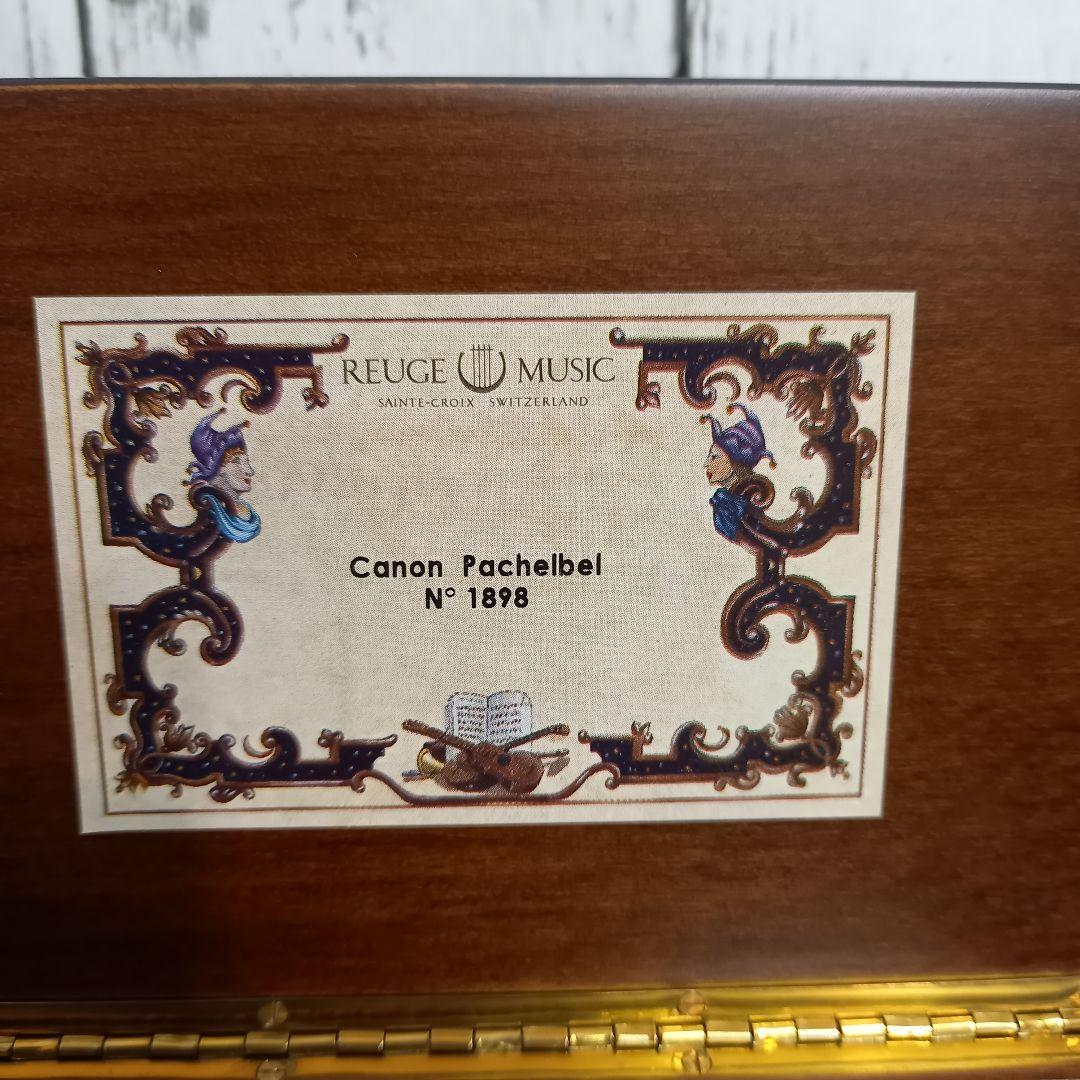 REUGE MUSIC
SAINTE-CROIX SWITZERLAND
Canon Pachelbel
N° 1898